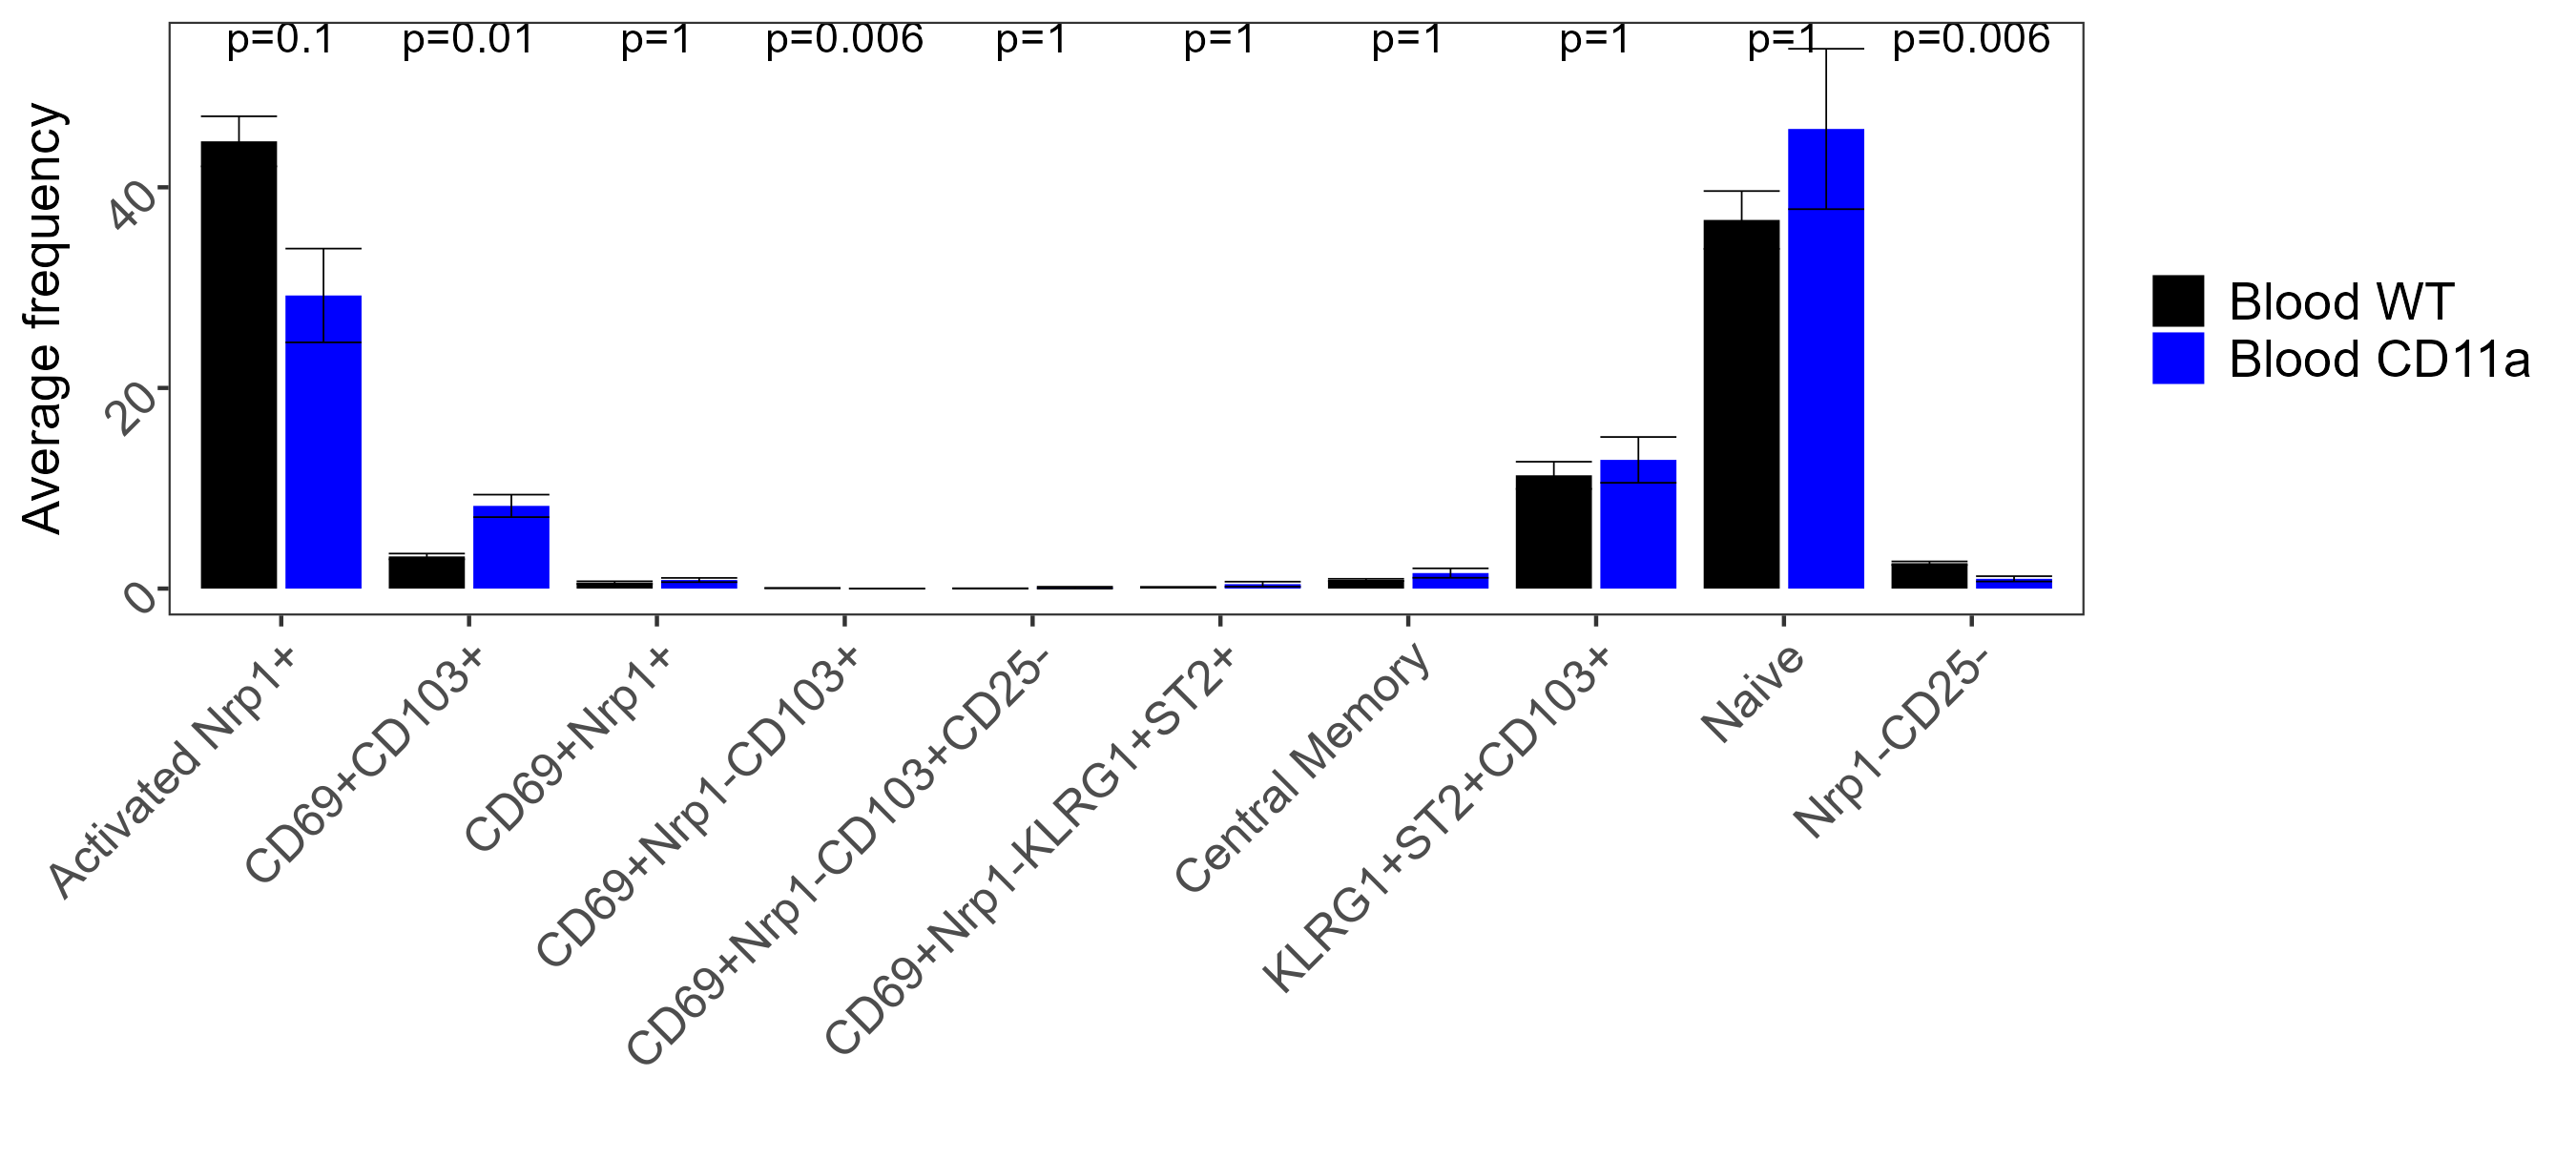 p=0.1 p=0.01 p=1 p=0.006 p=1 p=1 p=1 p=1 p=1 p=0.006
Average frequency
40
20
0
Blood WT
Blood CD11a
Activated Nrp1+
CD69+CD103+
CD69+Nrp1+
CD69+Nrp1-CD103+
CD69+Nrp1-CD103+CD25-
CD69+Nrp1-KLRG1+ST2+
Central Memory
KLRG1+ST2+CD103+
Naive
Nrp1-CD25-